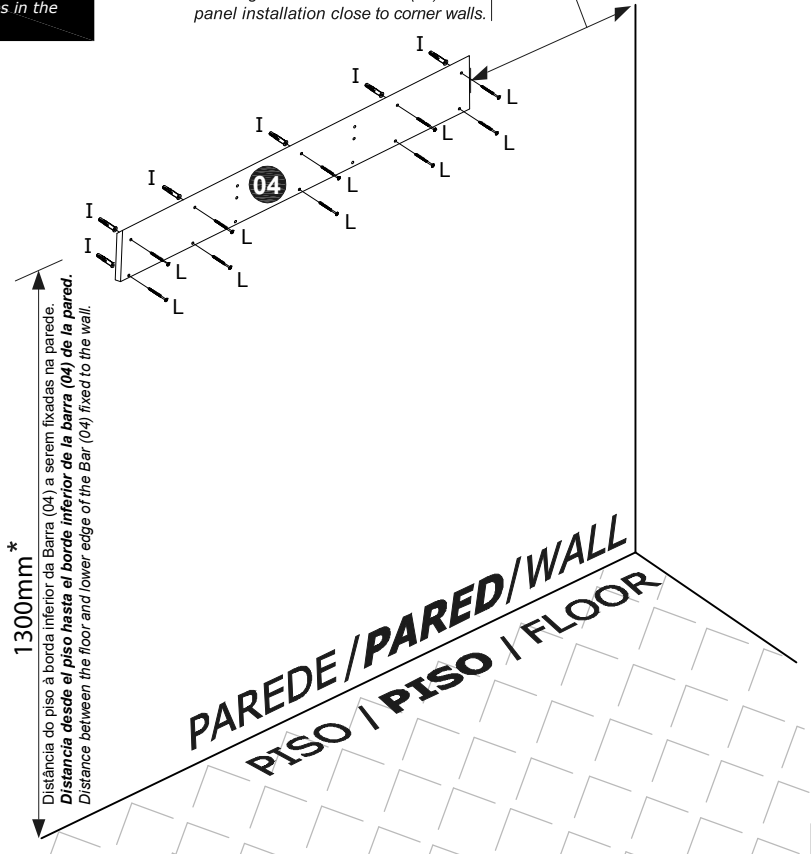 s in the
panel installation close to corner walls.
I
I
I
I
I
I
L
L
L
L
L
L
L
L
L
L
04
1300mm*
Distância do piso à borda inferior da Barra (04) a serem fixadas na parede.
Distancia desde el piso hasta el borde inferior de la barra (04) de la pared.
Distance between the floor and lower edge of the Bar (04) fixed to the wall.
PAREDE / PARED / WALL
PISO / PISO / FLOOR